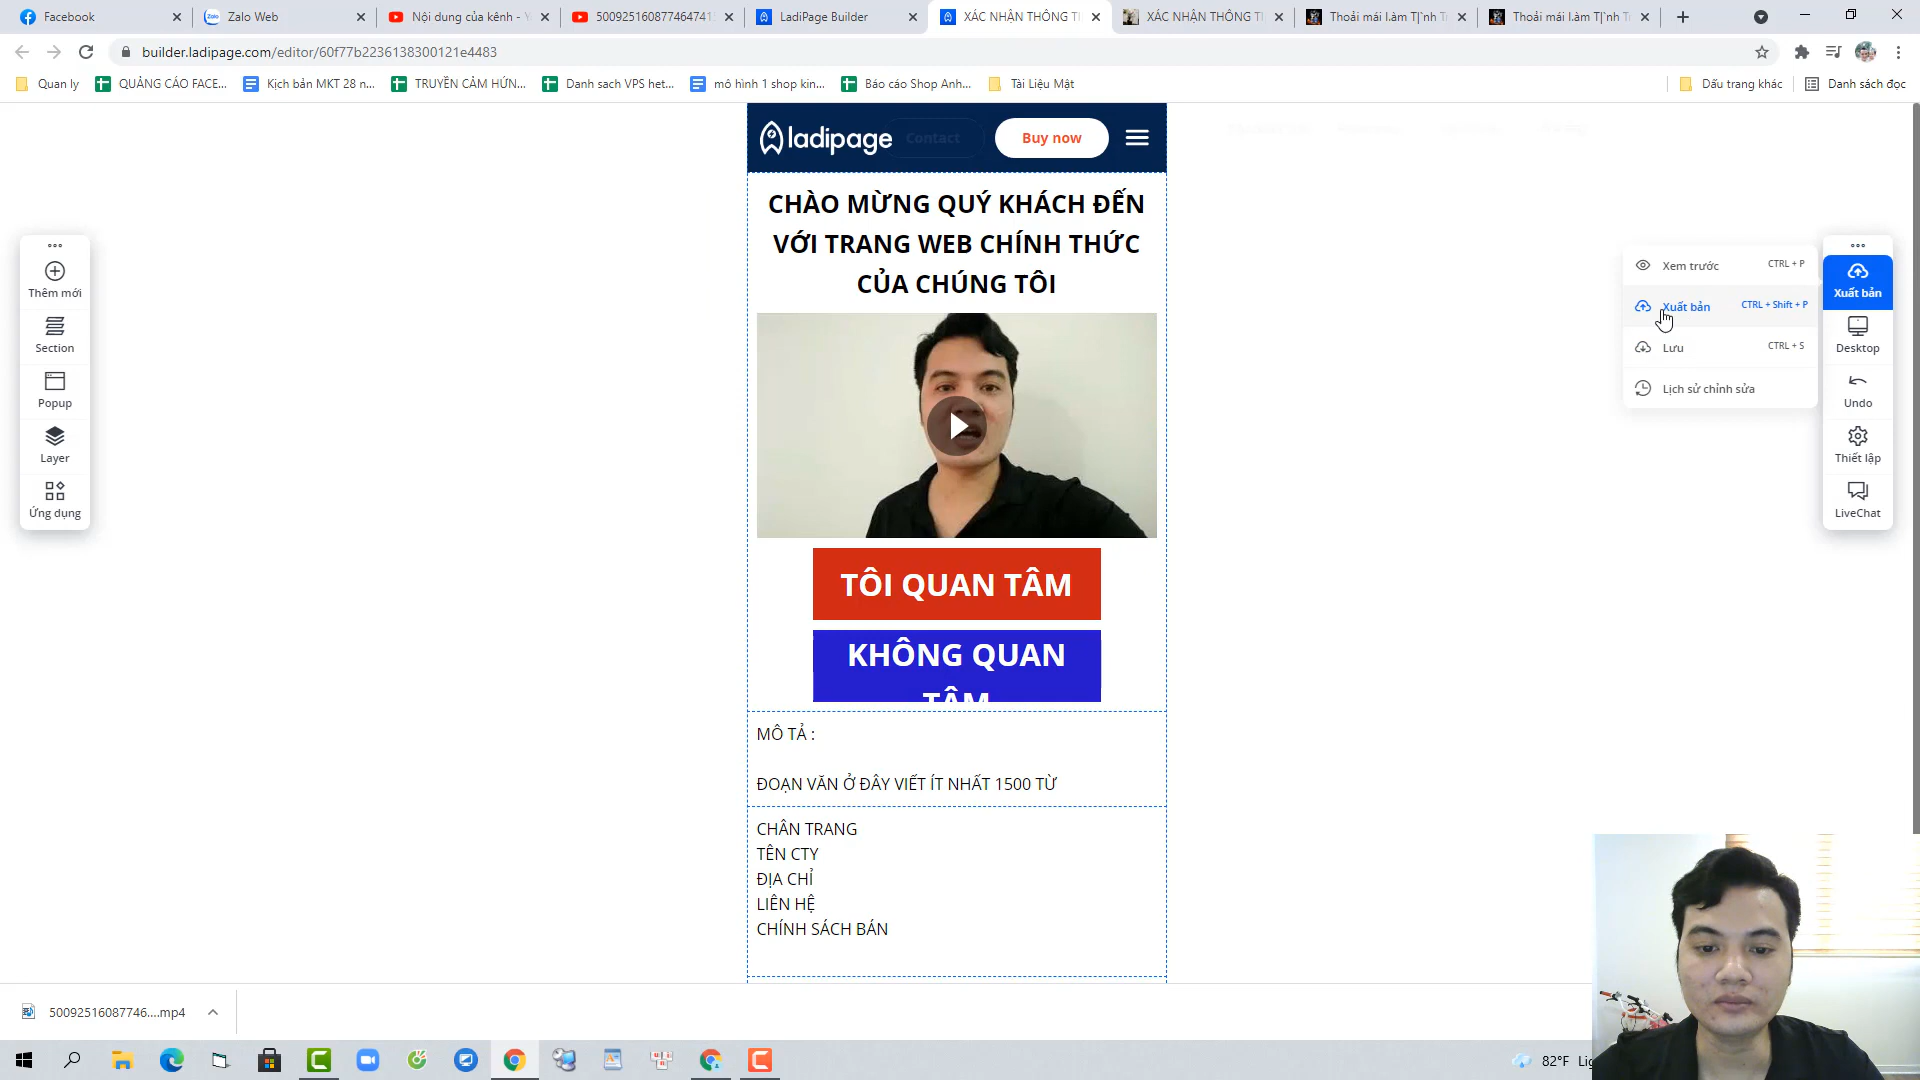 Facebook
Zalo Web
Nội dung của kênh - Y
5009251608774647413
LadiPage Builder
XÁC NHẬN THÔNG TI
XÁC NHẬN THÔNG TI
Thoải mái l.àm T|`nh Tr
Thoải mái l.àm T|`nh Tr
builder.ladipage.com/editor/60f77b2236138300121e4483
Quan ly
QUẢNG CÁO FACE...
Kịch bản MKT 28 n...
TRUYỀN CẢM HỨN...
Danh sach VPS het...
mô hình 1 shop kin...
Báo cáo Shop Anh...
Tài Liệu Mật
Dấu trang khác
Danh sách đọc
ladipage
Contact
Buy now
CHÀO MỪNG QUÝ KHÁCH ĐẾN
VỚI TRANG WEB CHÍNH THỨC
CỦA CHÚNG TÔI
TÔI QUAN TÂM
KHÔNG QUAN
TÂM
MÔ TẢ :
ĐOẠN VĂN Ở ĐÂY VIẾT ÍT NHẤT 1500 TỪ
CHÂN TRANG
TÊN CTY
ĐỊA CHỈ
LIÊN HỆ
CHÍNH SÁCH BÁN
Thêm mới
Section
Popup
Layer
Ứng dụng
Xem trước CTRL + P
Xuất bản CTRL + Shift + P
Lưu CTRL + S
Lịch sử chỉnh sửa
Xuất bản
Desktop
Undo
Thiết lập
LiveChat
50092516087746....mp4
82°F